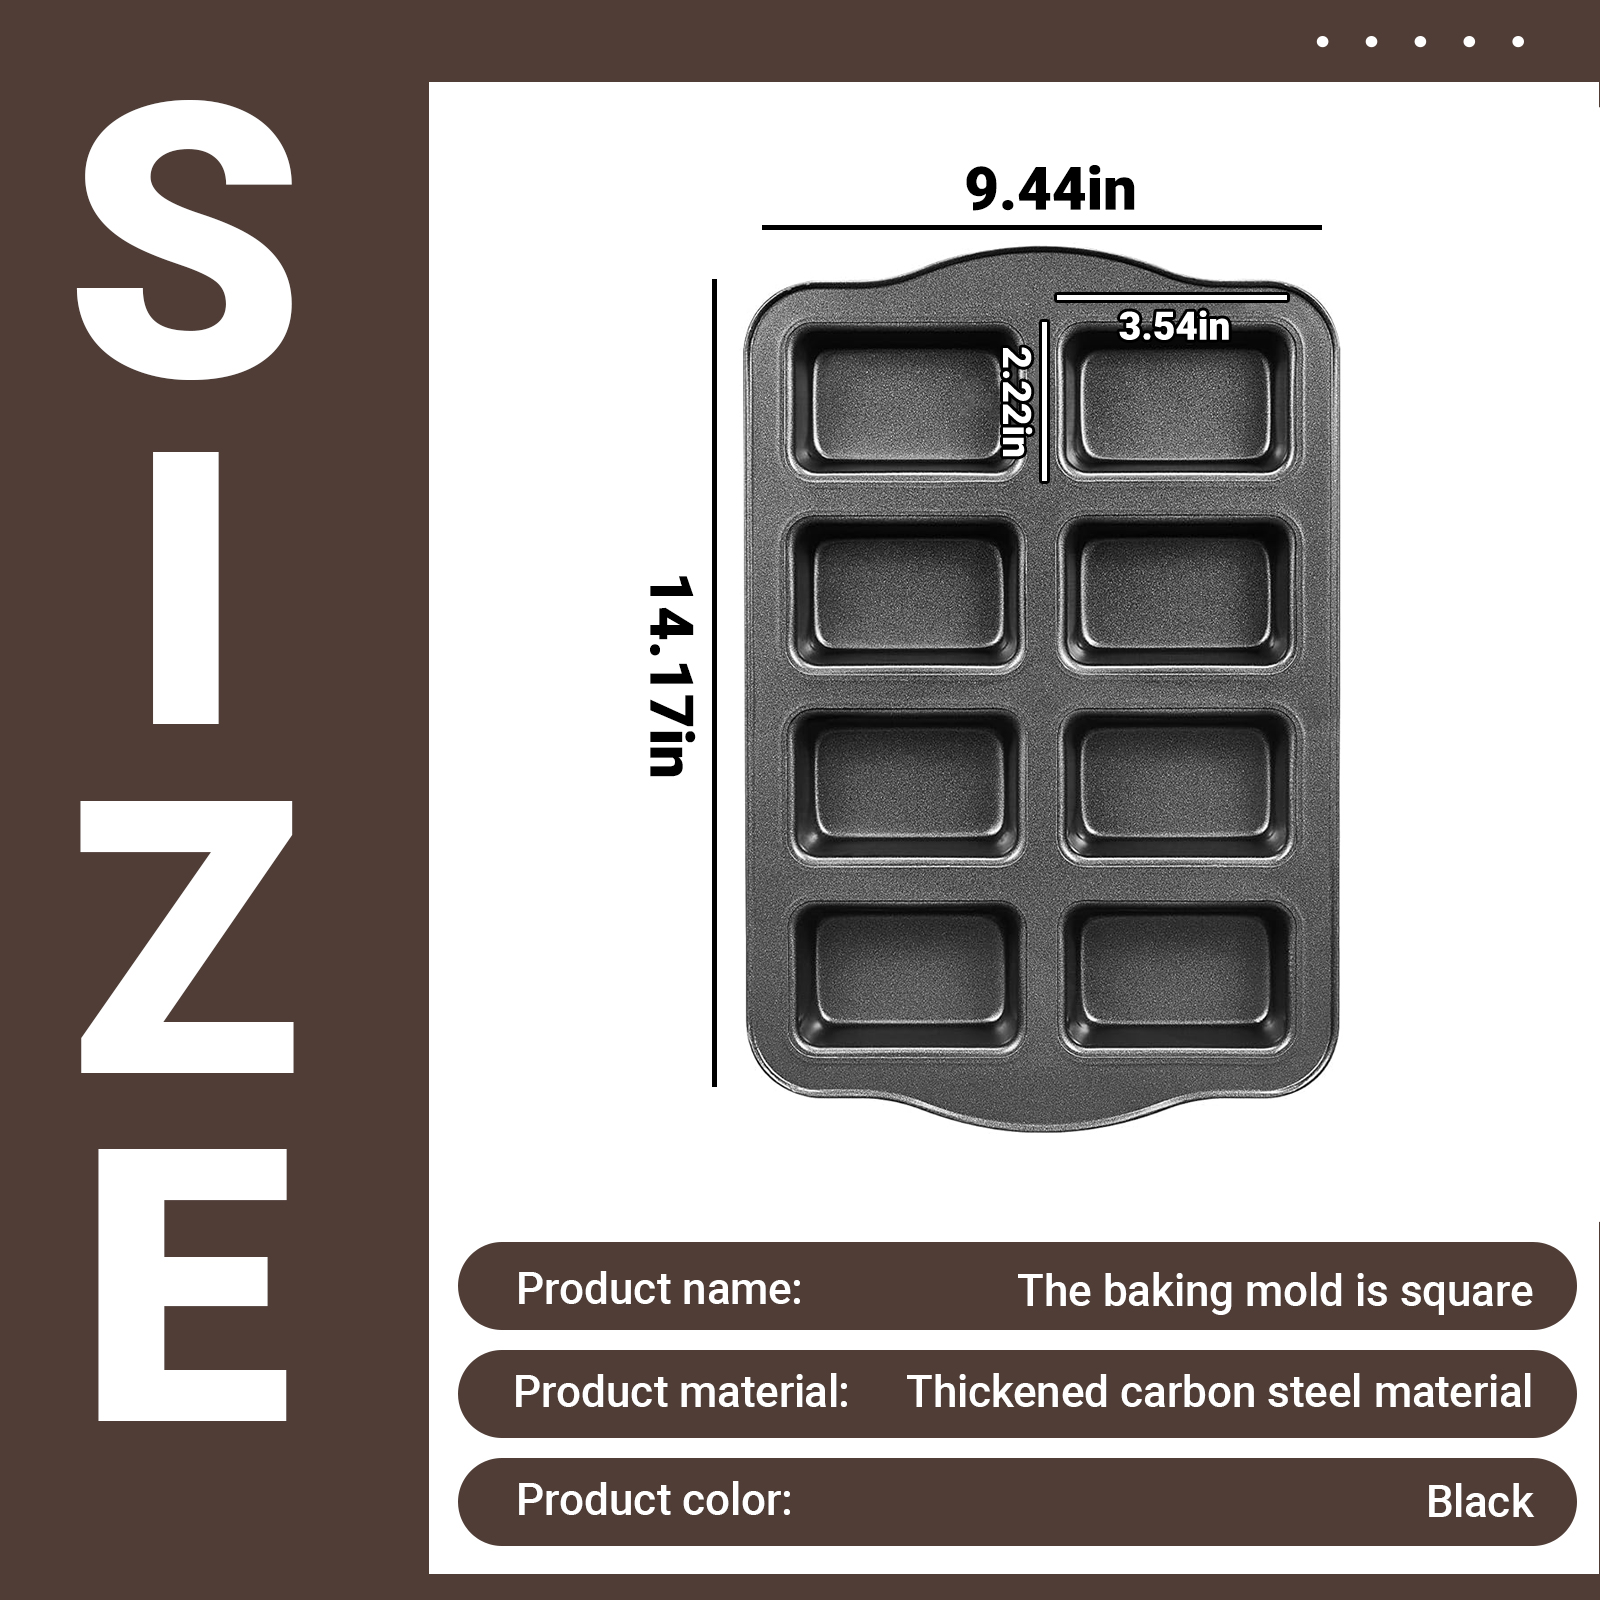 SIZE
9.44in
3.54in
2.22in
14.17in
Product name: The baking mold is square
Product material: Thickened carbon steel material
Product color: Black